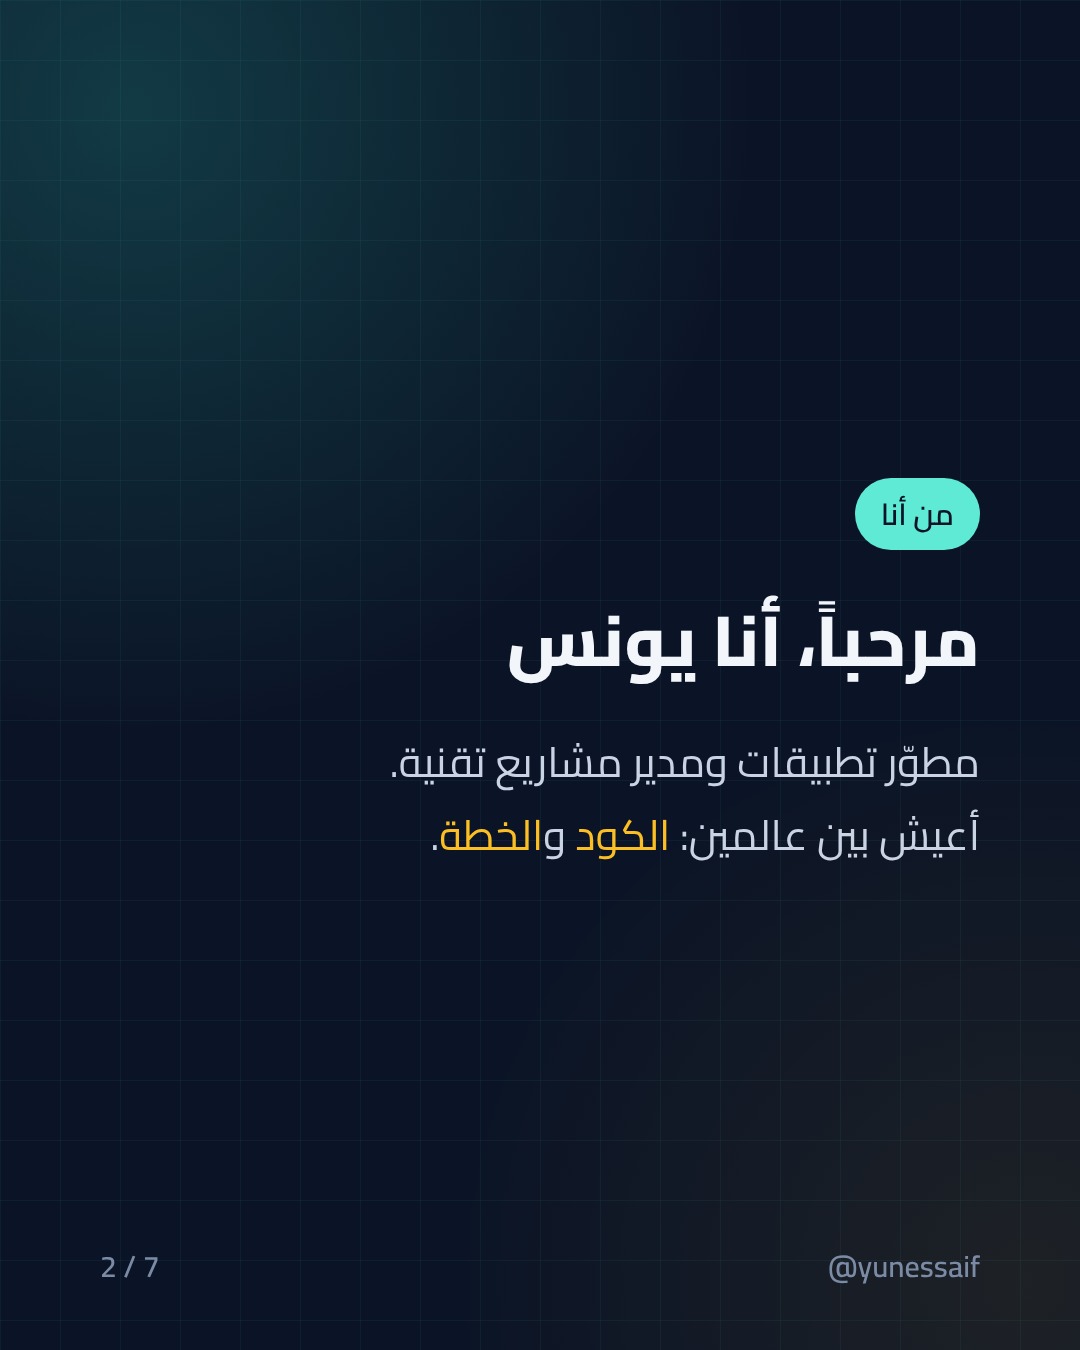 من أنا
مرحباً، أنا يونس
مطوّر تطبيقات ومدير مشاريع تقنية.
أعيش بين عالمين: الكود والخطة.
@yunessaif
2 / 7